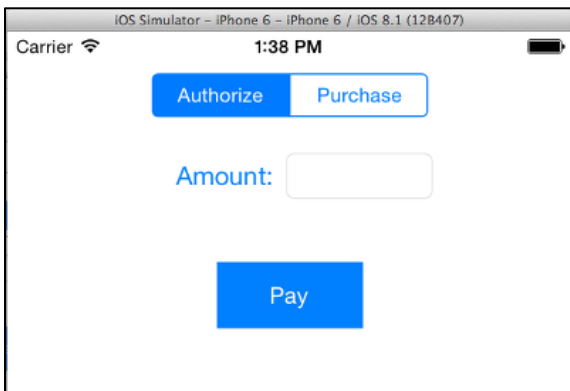 iOS Simulator – iPhone 6 – iPhone 6 / iOS 8.1 (12B407)
Carrier 1:38 PM
Authorize Purchase
Amount:
Pay